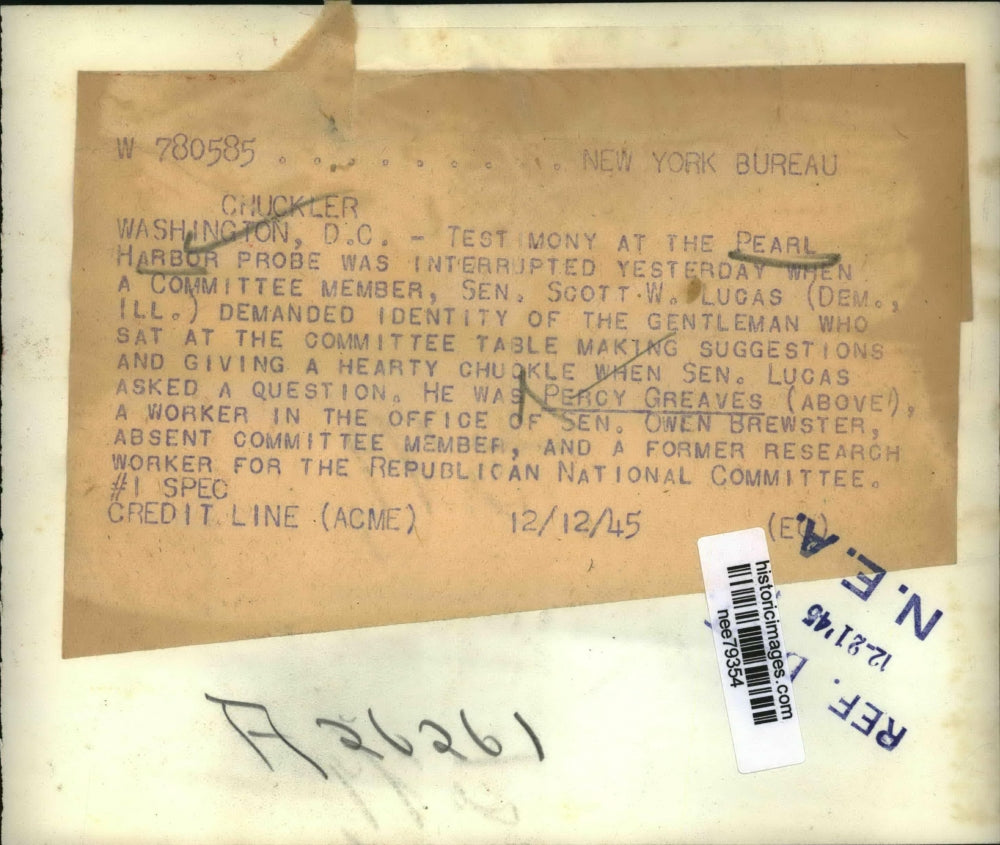 W 780585 . . . . . . . . . . NEW YORK BUREAU
CHUCKLER
WASHINGTON, D.C. - TESTIMONY AT THE PEARL
HARBOR PROBE WAS INTERRUPTED YESTERDAY WHEN
A COMMITTEE MEMBER, SEN. SCOTT W. LUCAS (DEM.,
ILL.) DEMANDED IDENTITY OF THE GENTLEMAN WHO
SAT AT THE COMMITTEE TABLE MAKING SUGGESTIONS
AND GIVING A HEARTY CHUCKLE WHEN SEN. LUCAS
ASKED A QUESTION. HE WAS PERCY GREAVES (ABOVE),
A WORKER IN THE OFFICE OF SEN. OWEN BREWSTER,
ABSENT COMMITTEE MEMBER, AND A FORMER RESEARCH
WORKER FOR THE REPUBLICAN NATIONAL COMMITTEE.
#1 SPEC
CREDIT LINE (ACME) 12/12/45
historicimages.com
nee79354
N.E.A.
12-21'45
REF.
A26261